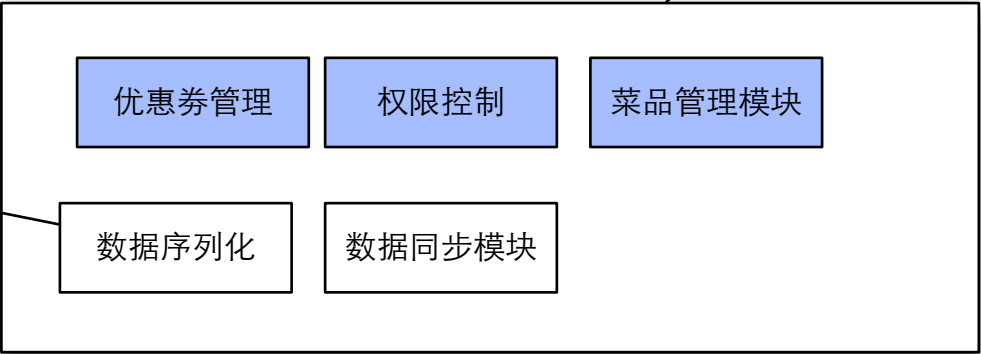 优惠券管理
权限控制
菜品管理模块
数据序列化
数据同步模块